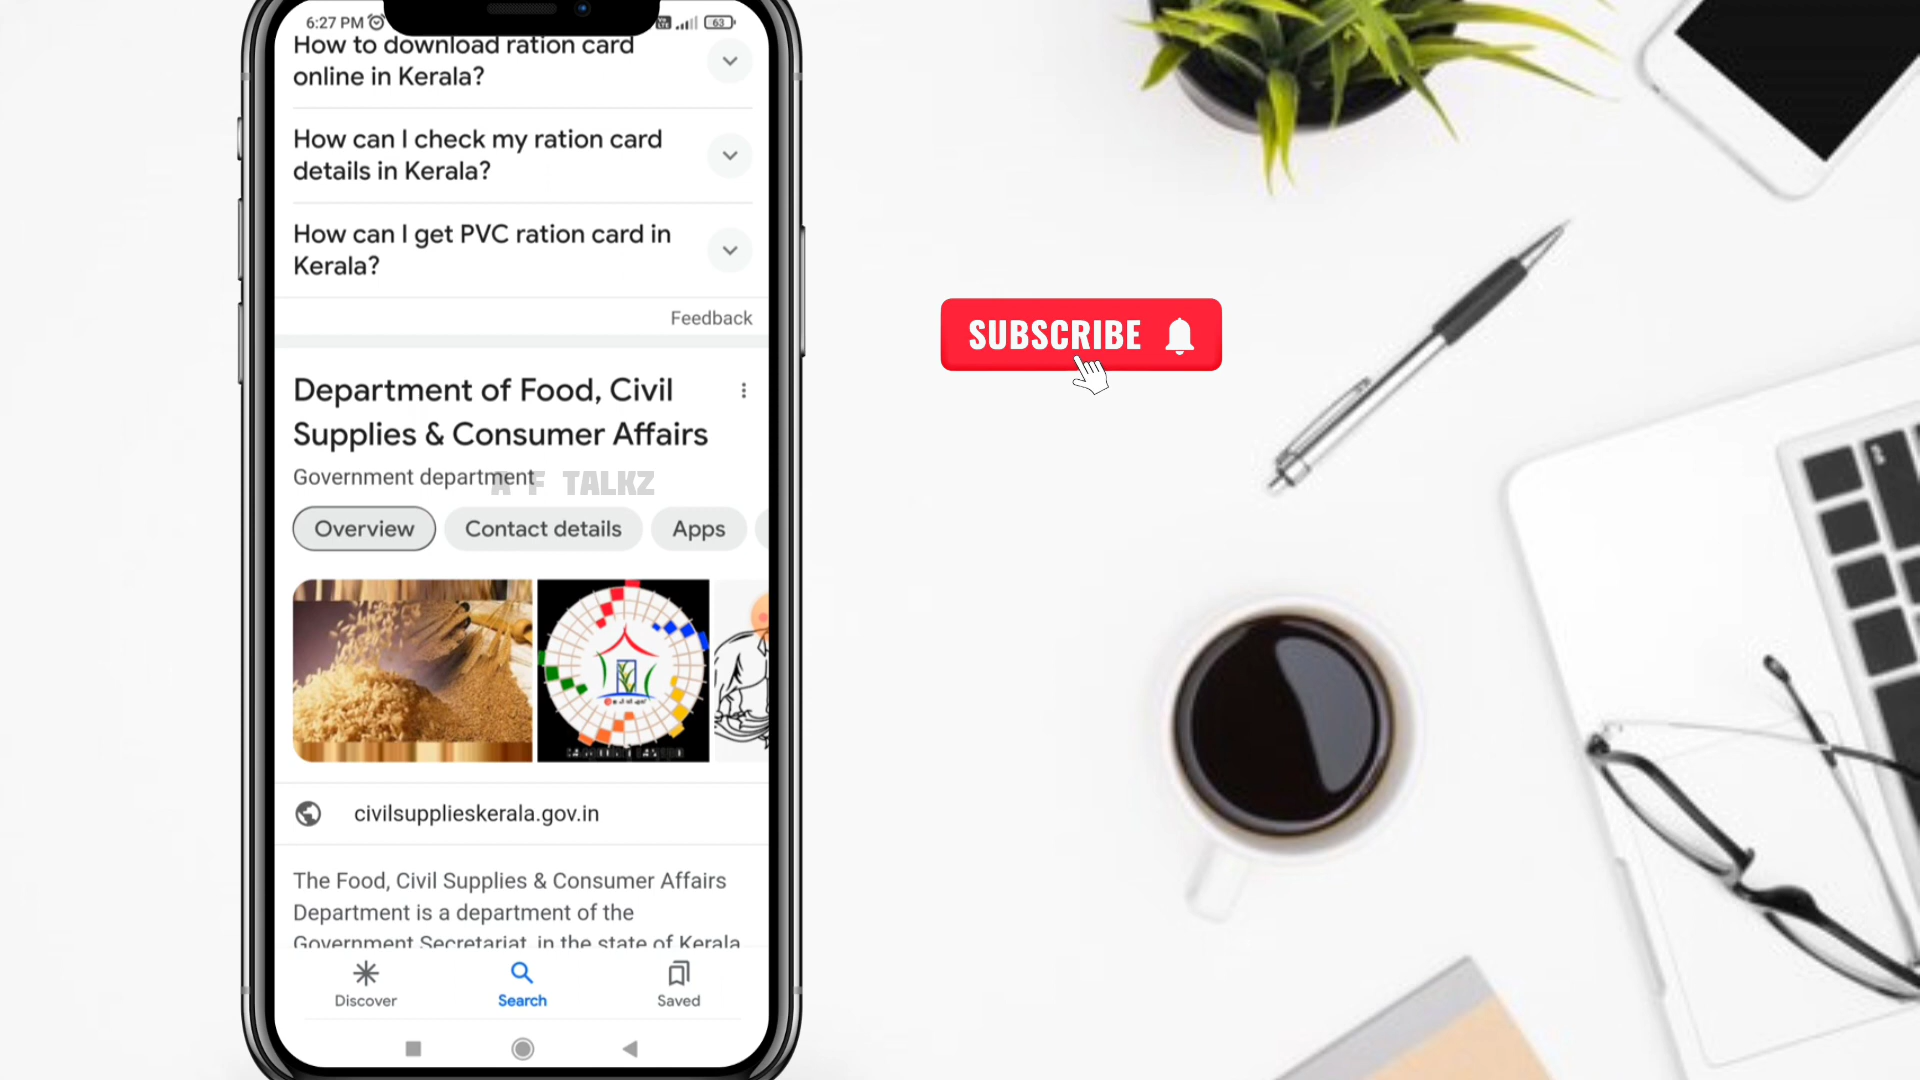 6:27 PM
63
How to download ration card
online in Kerala?
How can I check my ration card
details in Kerala?
How can I get PVC ration card in
Kerala?
Feedback
SUBSCRIBE
Department of Food, Civil
Supplies & Consumer Affairs
Government department
A F TALKZ
Overview
Contact details
Apps
civilsupplieskerala.gov.in
The Food, Civil Supplies & Consumer Affairs
Department is a department of the
Government Secretariat, in the state of Kerala
Discover
Search
Saved